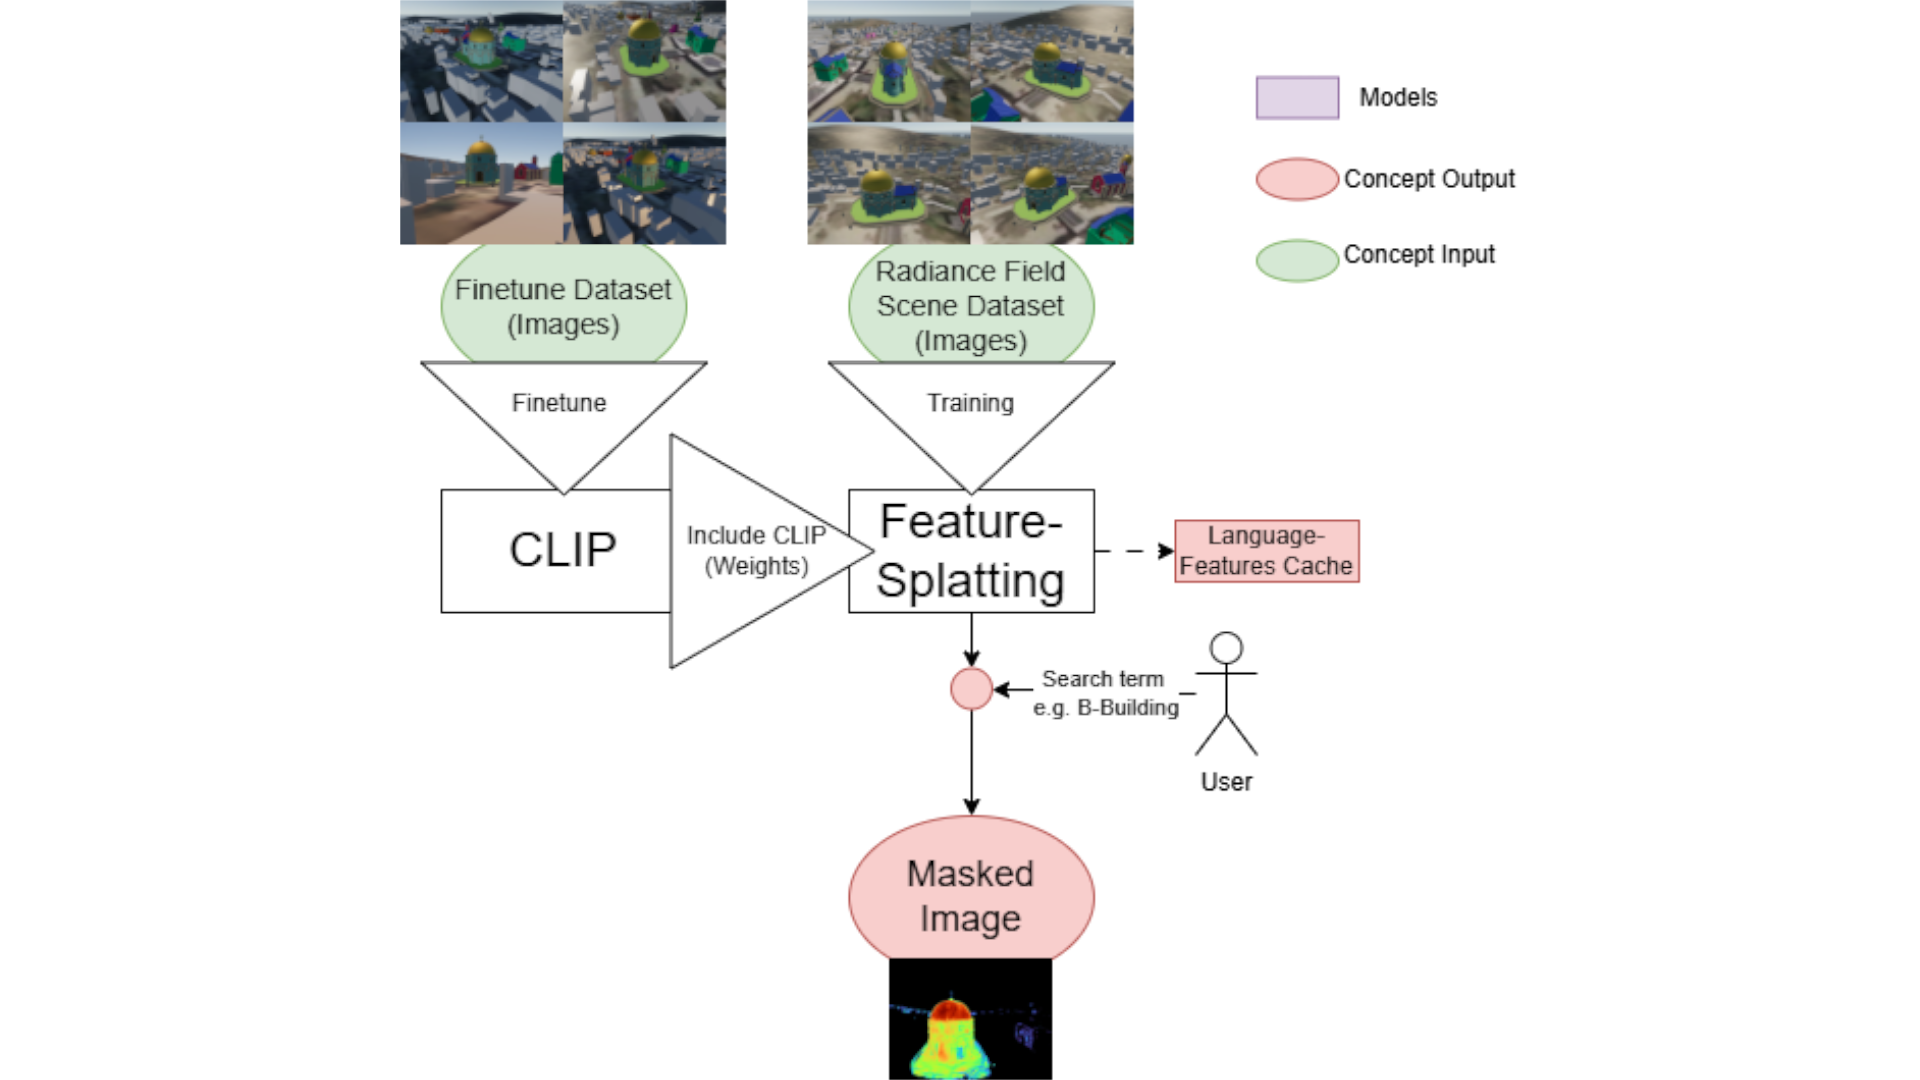 Models
Concept Output
Concept Input
Finetune Dataset
(Images)
Radiance Field
Scene Dataset
(Images)
Finetune
Training
CLIP
Include CLIP
(Weights)
Feature-
Splatting
Language-
Features Cache
Search term
e.g. B-Building
User
Masked
Image